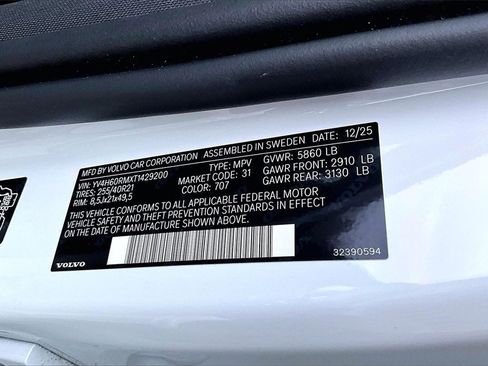 MFD BY VOLVO CAR CORPORATION ASSEMBLED IN SWEDEN DATE: 12/25
VIN: YV4H60RMXT1429200 TYPE: MPV GVWR: 5860 LB
TIRES: 255/40R21 MARKET: 31 GAWR FRONT: 2910 LB
RIM: 8,5Jx21x49,5 COLOR: 707 GAWR REAR: 3130 LB
THIS VEHICLE CONFORMS TO ALL APPLICABLE FEDERAL MOTOR
VEHICLE SAFETY AND THEFT PREVENTION STANDARDS IN EFFECT
ON THE DATE OF MANUFACTURE SHOWN ABOVE.
VOLVO 32390594